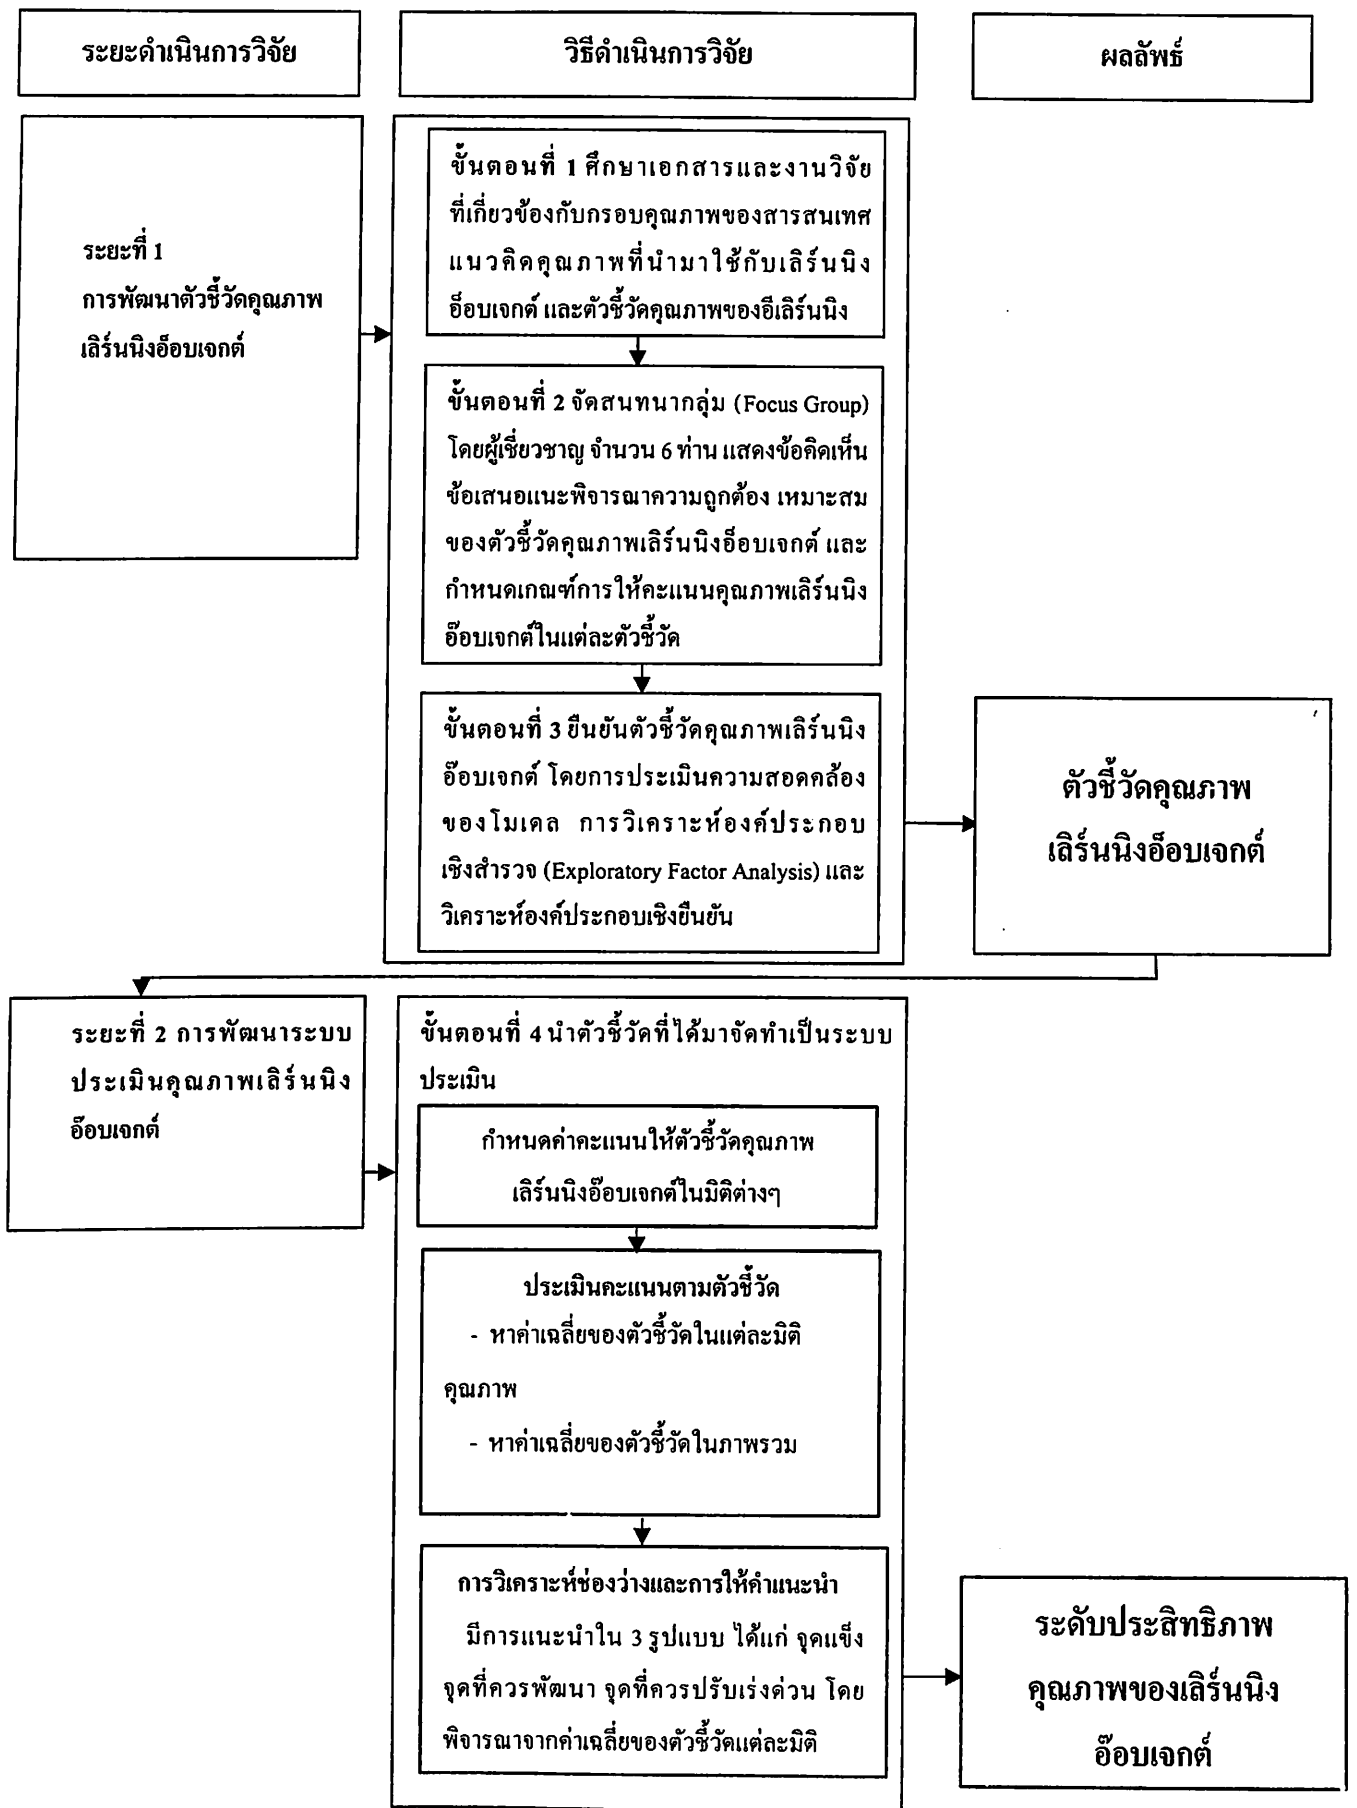 ระยะดำเนินการวิจัย
วิธีดำเนินการวิจัย
ผลลัพธ์
ระยะที่ 1
การพัฒนาตัวชี้วัดคุณภาพ
เลิร์นนิงอ็อบเจกต์
ขั้นตอนที่ 1 ศึกษาเอกสารและงานวิจัย
ที่เกี่ยวข้องกับกรอบคุณภาพของสารสนเทศ
แนวคิดคุณภาพที่นำมาใช้กับเลิร์นนิง
อ็อบเจกต์ และตัวชี้วัดคุณภาพของอีเลิร์นนิง
ขั้นตอนที่ 2 จัดสนทนากลุ่ม (Focus Group)
โดยผู้เชี่ยวชาญ จำนวน 6 ท่าน แสดงข้อคิดเห็น
ข้อเสนอแนะพิจารณาความถูกต้อง เหมาะสม
ของตัวชี้วัดคุณภาพเลิร์นนิงอ็อบเจกต์ และ
กำหนดเกณฑ์การให้คะแนนคุณภาพเลิร์นนิง
อ๊อบเจกต์ในแต่ละตัวชี้วัด
ขั้นตอนที่ 3 ยืนยันตัวชี้วัดคุณภาพเลิร์นนิง
อ๊อบเจกต์ โดยการประเมินความสอดคล้อง
ของโมเดล การวิเคราะห์องค์ประกอบ
เชิงสำรวจ (Exploratory Factor Analysis) และ
วิเคราะห์องค์ประกอบเชิงยืนยัน
ตัวชี้วัดคุณภาพ
เลิร์นนิงอ็อบเจกต์
ระยะที่ 2 การพัฒนาระบบ
ประเมินคุณภาพเลิร์นนิง
อ๊อบเจกต์
ขั้นตอนที่ 4 นำตัวชี้วัดที่ได้มาจัดทำเป็นระบบ
ประเมิน
กำหนดค่าคะแนนให้ตัวชี้วัดคุณภาพ
เลิร์นนิงอ๊อบเจกต์ในมิติต่างๆ
ประเมินคะแนนตามตัวชี้วัด
- หาค่าเฉลี่ยของตัวชี้วัดในแต่ละมิติ
คุณภาพ
- หาค่าเฉลี่ยของตัวชี้วัดในภาพรวม
การวิเคราะห์ช่องว่างและการให้คำแนะนำ
มีการแนะนำใน 3 รูปแบบ ได้แก่ จุดแข็ง
จุดที่ควรพัฒนา จุดที่ควรปรับเร่งด่วน โดย
พิจารณาจากค่าเฉลี่ยของตัวชี้วัดแต่ละมิติ
ระดับประสิทธิภาพ
คุณภาพของเลิร์นนิง
อ๊อบเจกต์